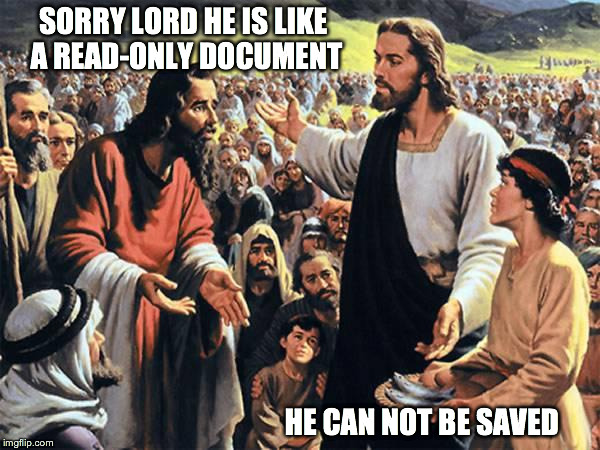 SORRY LORD HE IS LIKE
A READ-ONLY DOCUMENT
HE CAN NOT BE SAVED
imgflip.com